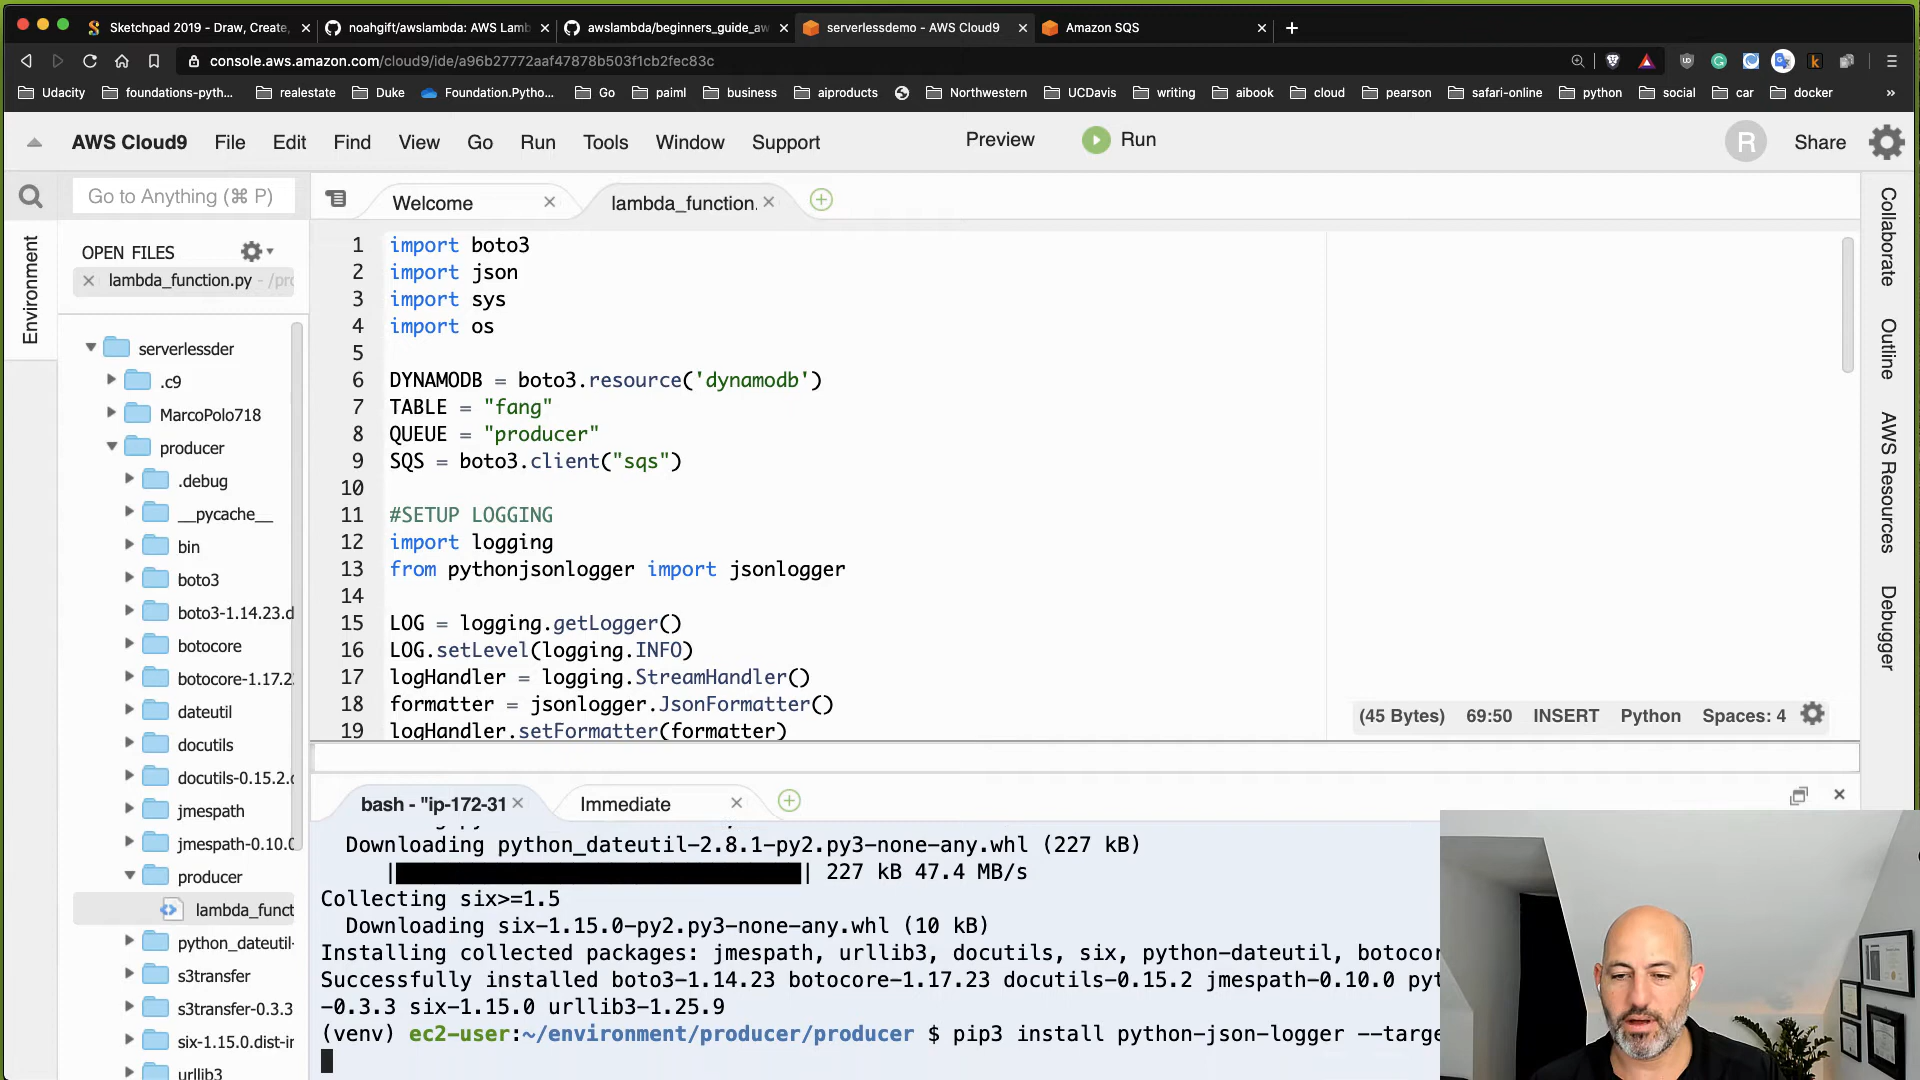 Sketchpad 2019 - Draw, Create,
noahgift/awslambda: AWS Lamb
awslambda/beginners_guide_aw
serverlessdemo - AWS Cloud9
Amazon SQS
console.aws.amazon.com/cloud9/ide/a96b27772aaf47878b503f1cb2fec83c
Udacity
foundations-pyth...
realestate
Duke
Foundation.Pytho...
Go
paiml
business
aiproducts
Northwestern
UCDavis
writing
aibook
cloud
pearson
safari-online
python
social
car
docker
»
AWS Cloud9 File Edit Find View Go Run Tools Window Support Preview Run R Share
Go to Anything (⌘ P)
Welcome
lambda_function.
Environment
OPEN FILES
lambda_function.py - /pro
serverlessder
.c9
MarcoPolo718
producer
.debug
__pycache__
bin
boto3
boto3-1.14.23.d
botocore
botocore-1.17.2
dateutil
docutils
docutils-0.15.2.c
jmespath
jmespath-0.10.0
producer
lambda_funct
python_dateutil-
s3transfer
s3transfer-0.3.3
six-1.15.0.dist-in
urllib3
1 import boto3
2 import json
3 import sys
4 import os
5
6 DYNAMODB = boto3.resource('dynamodb')
7 TABLE = "fang"
8 QUEUE = "producer"
9 SQS = boto3.client("sqs")
10
11 #SETUP LOGGING
12 import logging
13 from pythonjsonlogger import jsonlogger
14
15 LOG = logging.getLogger()
16 LOG.setLevel(logging.INFO)
17 logHandler = logging.StreamHandler()
18 formatter = jsonlogger.JsonFormatter()
19 logHandler.setFormatter(formatter)
(45 Bytes) 69:50 INSERT Python Spaces: 4
Collaborate
Outline
AWS Resources
Debugger
bash - "ip-172-31
Immediate
Downloading python_dateutil-2.8.1-py2.py3-none-any.whl (227 kB)
| | 227 kB 47.4 MB/s
Collecting six>=1.5
Downloading six-1.15.0-py2.py3-none-any.whl (10 kB)
Installing collected packages: jmespath, urllib3, docutils, six, python-dateutil, botocor
Successfully installed boto3-1.14.23 botocore-1.17.23 docutils-0.15.2 jmespath-0.10.0 pyt
-0.3.3 six-1.15.0 urllib3-1.25.9
(venv) ec2-user:~/environment/producer/producer $ pip3 install python-json-logger --targe